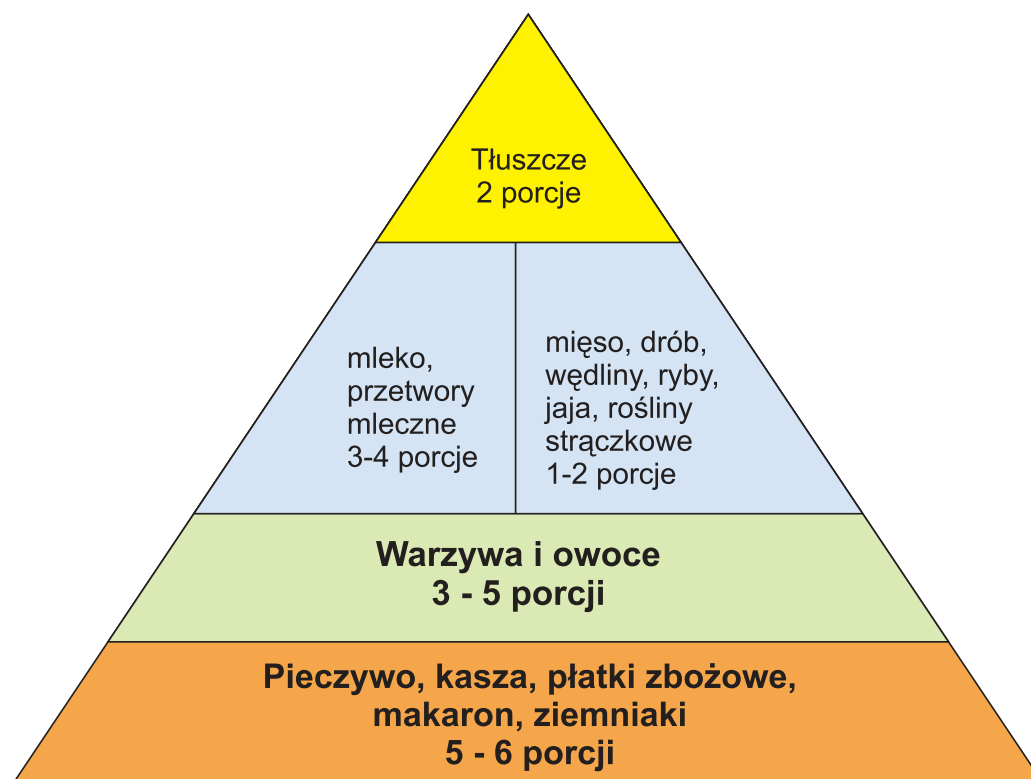 Tłuszcze
2 porcje
mleko,
przetwory
mleczne
3-4 porcje
mięso, drób,
wędliny, ryby,
jaja, rośliny
strączkowe
1-2 porcje
Warzywa i owoce
3 - 5 porcji
Pieczywo, kasza, płatki zbożowe,
makaron, ziemniaki
5 - 6 porcji